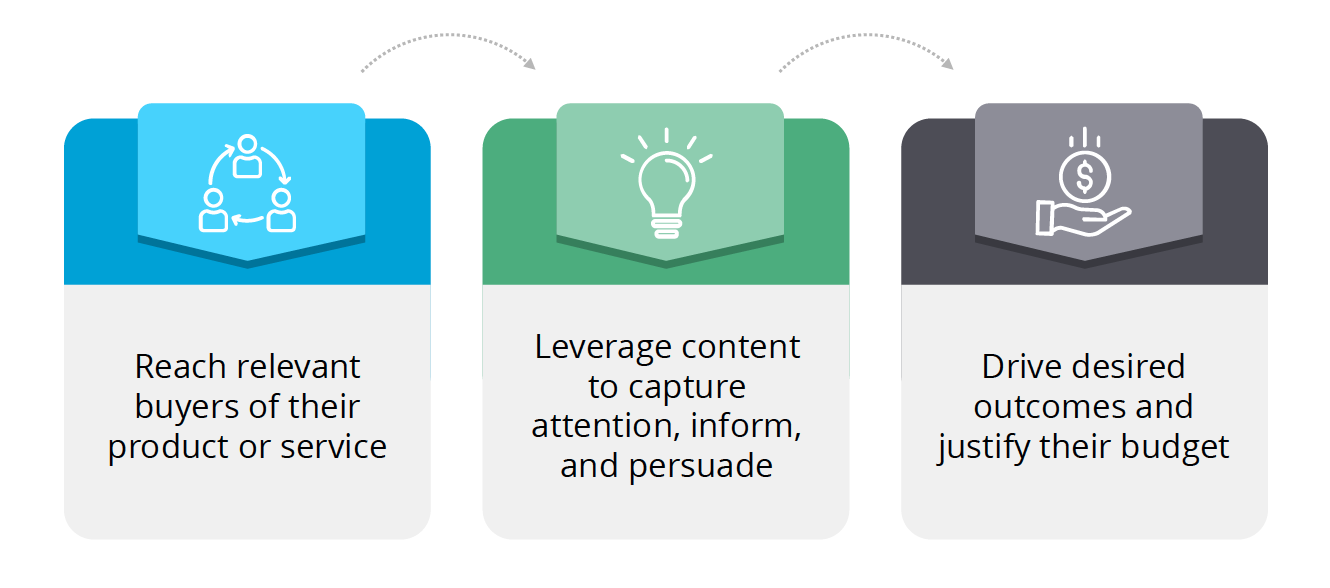 Reach relevant
buyers of their
product or service
Leverage content
to capture
attention, inform,
and persuade
$
Drive desired
outcomes and
justify their budget